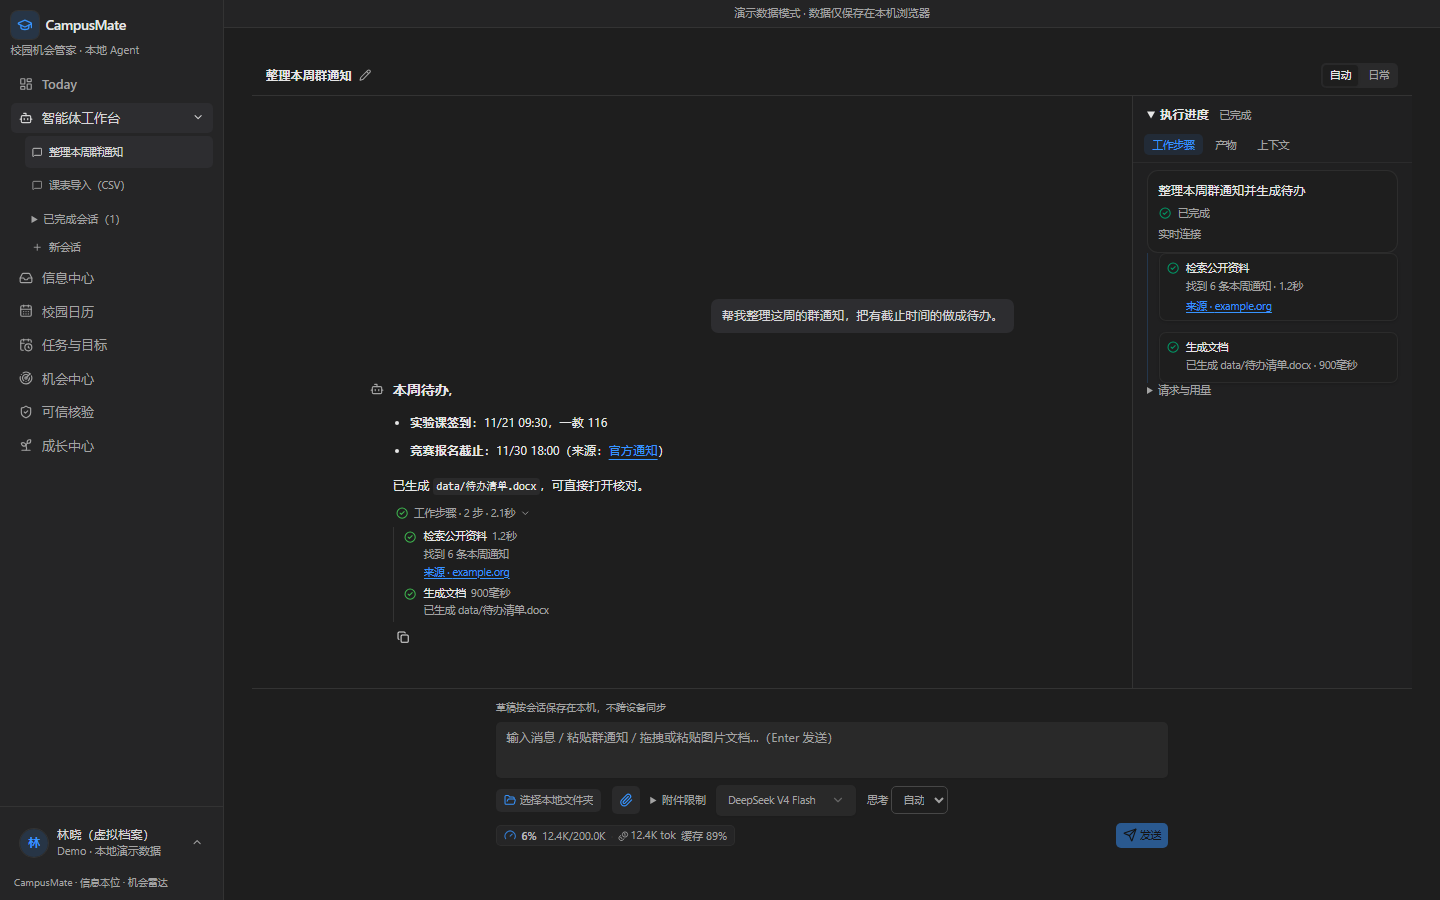 CampusMate
校园机会管家 · 本地 Agent
Today
智能体工作台
整理本周群通知
课表导入（CSV）
已完成会话（1）
新会话
信息中心
校园日历
任务与目标
机会中心
可信核验
成长中心
林
林晓（虚拟档案）
Demo · 本地演示数据
CampusMate · 信息本位 · 机会雷达
演示数据模式 · 数据仅保存在本机浏览器
整理本周群通知
自动 日常
帮我整理这周的群通知，把有截止时间的做成待办。
本周待办,
• 实验课签到：11/21 09:30，一教 116
• 竞赛报名截止：11/30 18:00（来源：官方通知）
已生成 data/待办清单.docx，可直接打开核对。
工作步骤 · 2 步 · 2.1秒
检索公开资料 1.2秒
找到 6 条本周通知
来源 · example.org
生成文档 900毫秒
已生成 data/待办清单.docx
执行进度 已完成
工作步骤 产物 上下文
整理本周群通知并生成待办
已完成
实时连接
检索公开资料
找到 6 条本周通知 · 1.2秒
来源 · example.org
生成文档
已生成 data/待办清单.docx · 900毫秒
请求与用量
草稿按会话保存在本机，不跨设备同步
输入消息 / 粘贴群通知 / 拖拽或粘贴图片文档...（Enter 发送）
选择本地文件夹 附件限制 DeepSeek V4 Flash 思考 自动
6% 12.4K/200.0K 12.4K tok 缓存 89%
发送